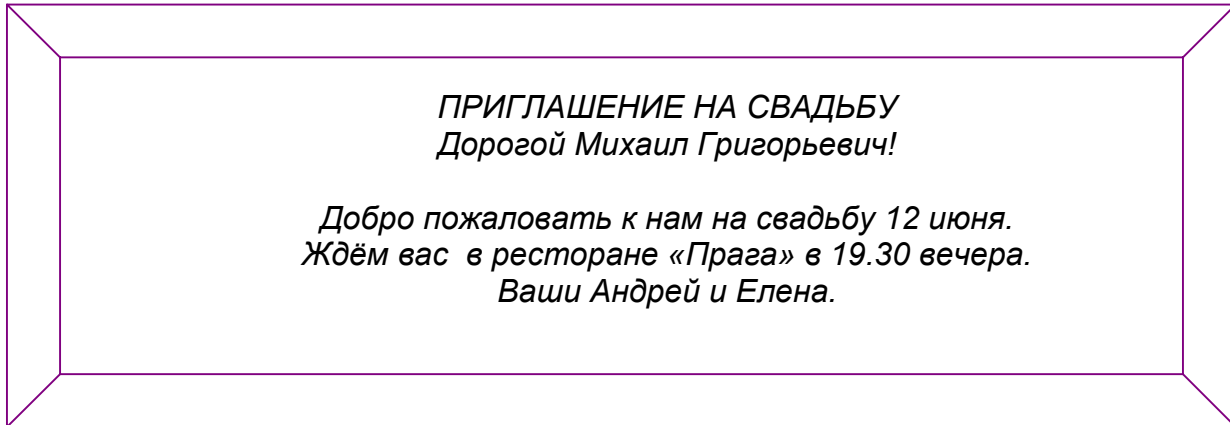 ПРИГЛАШЕНИЕ НА СВАДЬБУ
Дорогой Михаил Григорьевич!
Добро пожаловать к нам на свадьбу 12 июня.
Ждём вас  в ресторане «Прага» в 19.30 вечера.
Ваши Андрей и Елена.